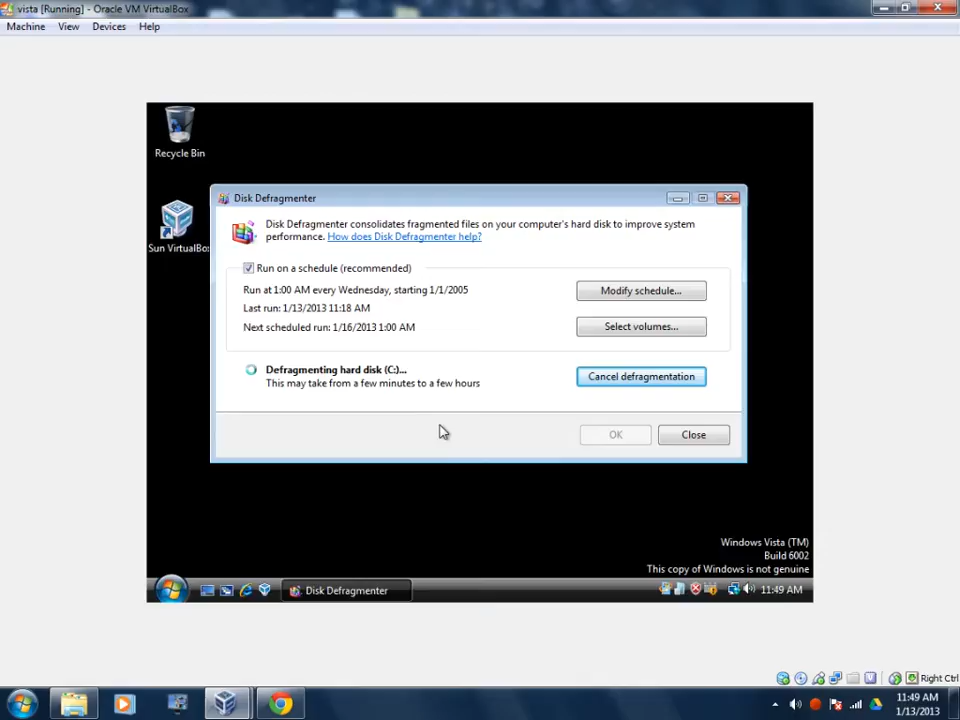 vista [Running] - Oracle VM VirtualBox
Machine View Devices Help
Recycle Bin
Sun VirtualBo
Disk Defragmenter
Disk Defragmenter consolidates fragmented files on your computer's hard disk to improve system
performance. How does Disk Defragmenter help?
Run on a schedule (recommended)
Run at 1:00 AM every Wednesday, starting 1/1/2005
Modify schedule...
Last run: 1/13/2013 11:18 AM
Next scheduled run: 1/16/2013 1:00 AM
Select volumes...
Defragmenting hard disk (C:)...
This may take from a few minutes to a few hours
Cancel defragmentation
OK
Close
Windows Vista (TM)
Build 6002
This copy of Windows is not genuine
Disk Defragmenter
11:49 AM
Right Ctrl
11:49 AM
1/13/2013